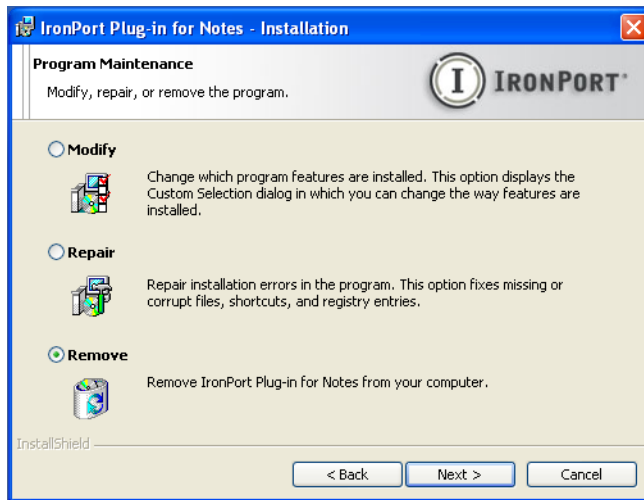 IronPort Plug-in for Notes - Installation
Program Maintenance
Modify, repair, or remove the program.
I IRONPORT
Modify
Change which program features are installed. This option displays the
Custom Selection dialog in which you can change the way features are
installed.
Repair
Repair installation errors in the program. This option fixes missing or
corrupt files, shortcuts, and registry entries.
Remove
Remove IronPort Plug-in for Notes from your computer.
InstallShield
< Back
Next >
Cancel